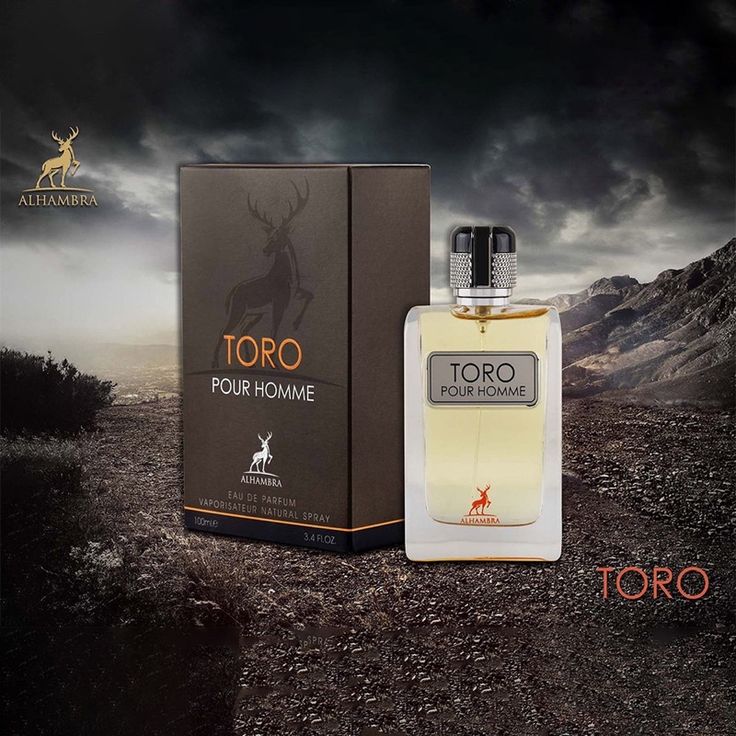 ALHAMBRA
TORO
POUR HOMME
ALHAMBRA
EAU DE PARFUM
VAPORISATEUR NATURAL SPRAY
100ml℮
3.4 FL.OZ.
TORO
POUR HOMME
ALHAMBRA
TORO
SPRA